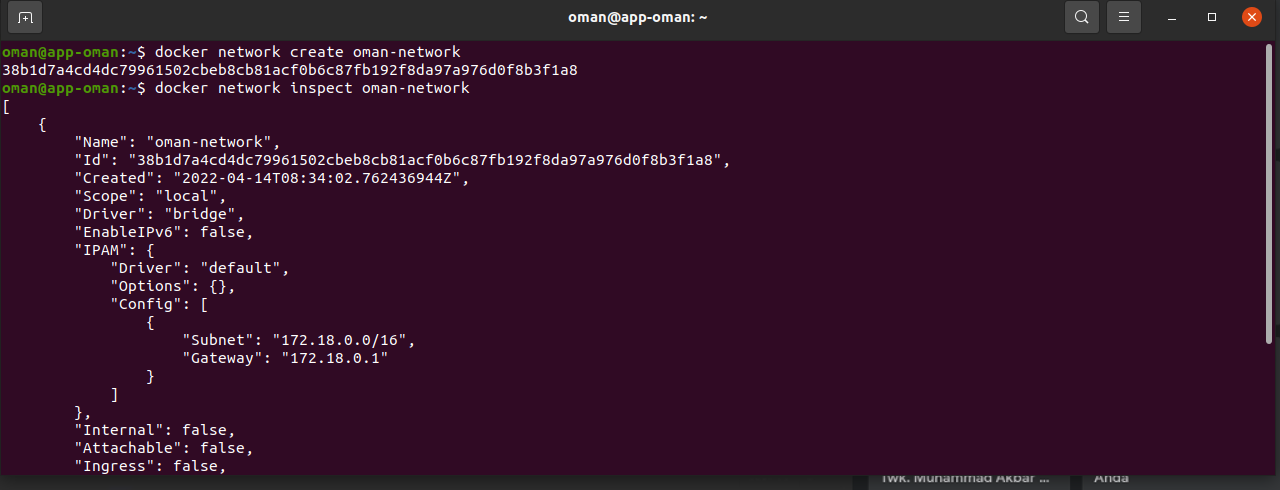 oman@app-oman: ~
oman@app-oman:~$ docker network create oman-network
38b1d7a4cd4dc79961502cbeb8cb81acf0b6c87fb192f8da97a976d0f8b3f1a8
oman@app-oman:~$ docker network inspect oman-network
[
    {
        "Name": "oman-network",
        "Id": "38b1d7a4cd4dc79961502cbeb8cb81acf0b6c87fb192f8da97a976d0f8b3f1a8",
        "Created": "2022-04-14T08:34:02.762436944Z",
        "Scope": "local",
        "Driver": "bridge",
        "EnableIPv6": false,
        "IPAM": {
            "Driver": "default",
            "Options": {},
            "Config": [
                {
                    "Subnet": "172.18.0.0/16",
                    "Gateway": "172.18.0.1"
                }
            ]
        },
        "Internal": false,
        "Attachable": false,
        "Ingress": false,
Twk. Muhammad Akbar ...
Anda